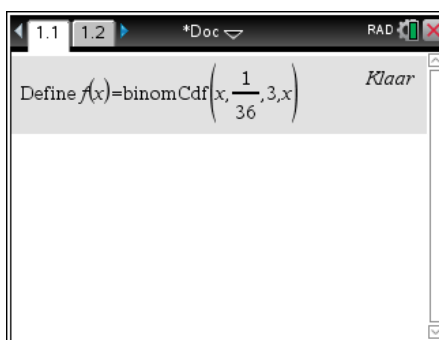 1.1 1.2 *Doc RAD
Define f(x)=binomCdf(x,1/36,3,x) Klaar